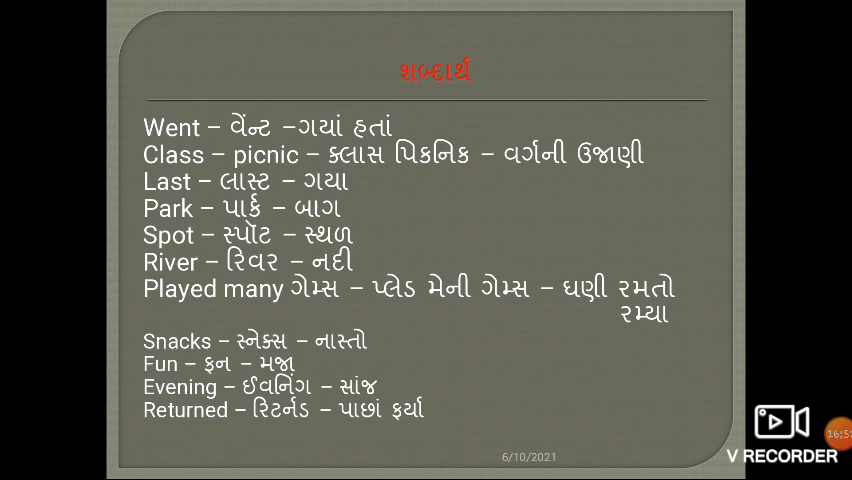 શબ્દાર્થ
Went – વેંન્ટ –ગયાં હતાં
Class – picnic – ક્લાસ પિકનિક – વર્ગની ઉજાણી
Last – લાસ્ટ – ગયા
Park – પાર્ક – બાગ
Spot – સ્પૉટ – સ્થળ
River – રિવર – નદી
Played many ગેમ્સ – પ્લેડ મેની ગેમ્સ – ઘણી રમતો
રમ્યા
Snacks – સ્નેક્સ – નાસ્તો
Fun – ફન – મજા
Evening – ઈવનિંગ – સાંજ
Returned – રિટર્નડ – પાછાં ફર્યા
6/10/2021
V RECORDER